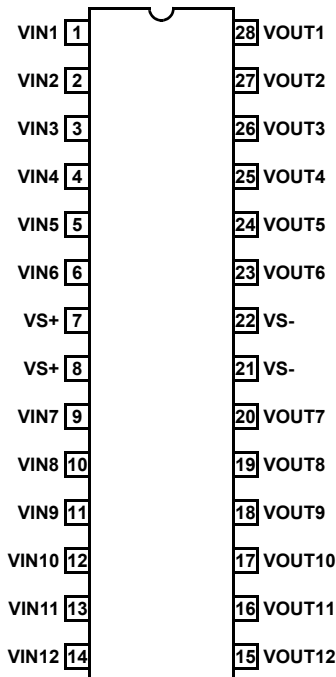 VIN1 1 28 VOUT1
VIN2 2 27 VOUT2
VIN3 3 26 VOUT3
VIN4 4 25 VOUT4
VIN5 5 24 VOUT5
VIN6 6 23 VOUT6
VS+ 7 22 VS-
VS+ 8 21 VS-
VIN7 9 20 VOUT7
VIN8 10 19 VOUT8
VIN9 11 18 VOUT9
VIN10 12 17 VOUT10
VIN11 13 16 VOUT11
VIN12 14 15 VOUT12